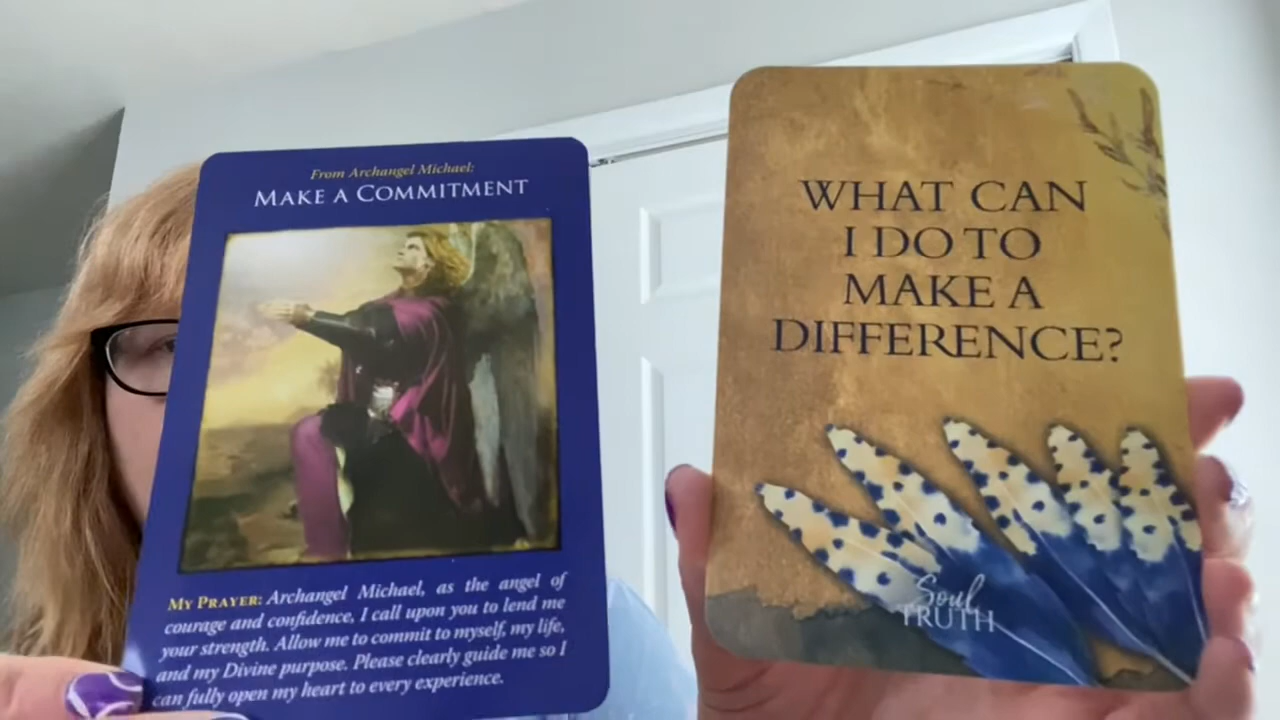 From Archangel Michael:
MAKE A COMMITMENT
MY PRAYER: Archangel Michael, as the angel of
courage and confidence, I call upon you to lend me
your strength. Allow me to commit to myself, my life,
and my Divine purpose. Please clearly guide me so I
can fully open my heart to every experience.
WHAT CAN
I DO TO
MAKE A
DIFFERENCE?
Soul
TRUTH